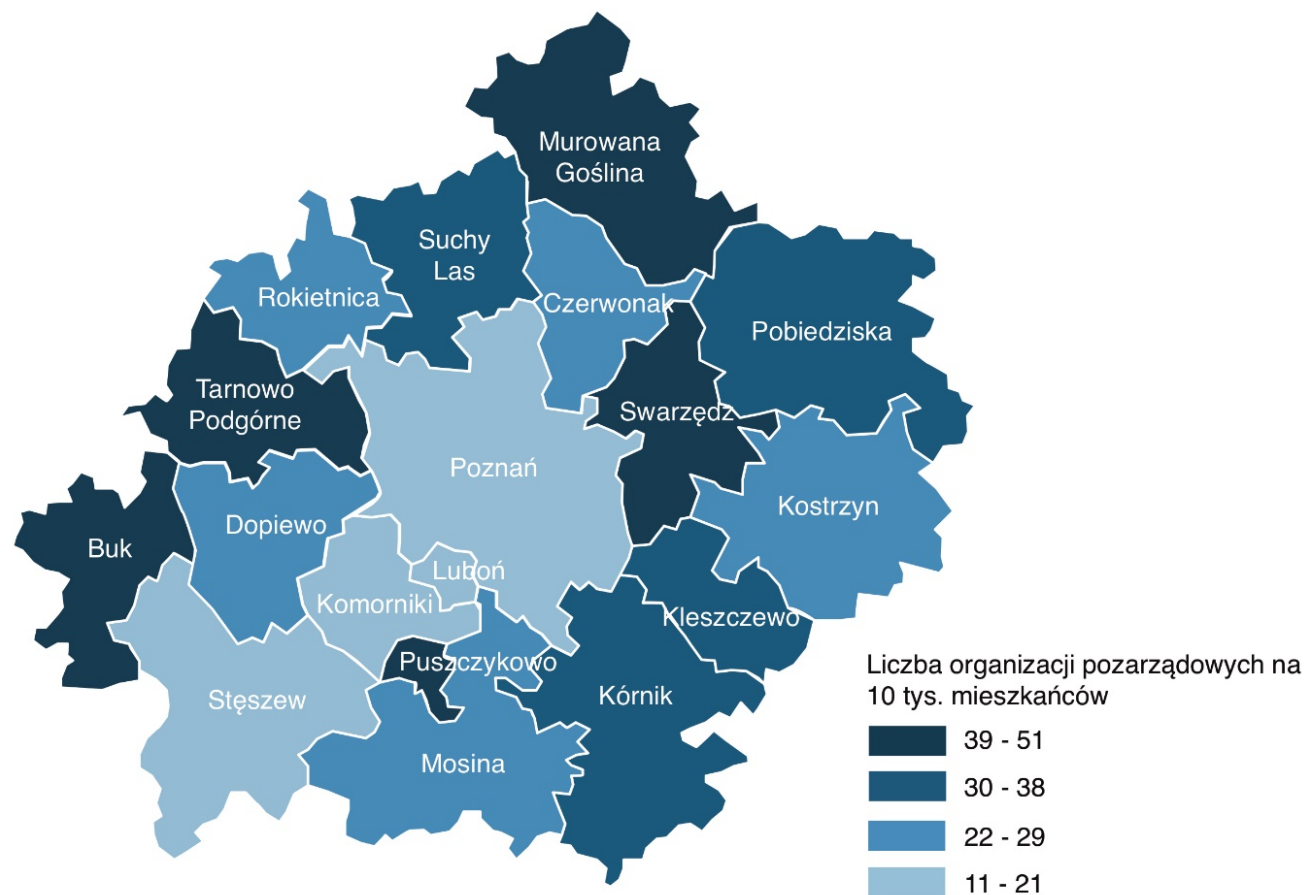 Murowana
Goślina
Suchy
Las
Rokietnica
Czerwonak
Pobiedziska
Tarnowo
Podgórne
Swarzędz
Poznań
Kostrzyn
Dopiewo
Buk
Luboń
Komorniki
Kleszczewo
Puszczykowo
Stęszew
Kórnik
Mosina
Liczba organizacji pozarządowych na
10 tys. mieszkańców
39 - 51
30 - 38
22 - 29
11 - 21